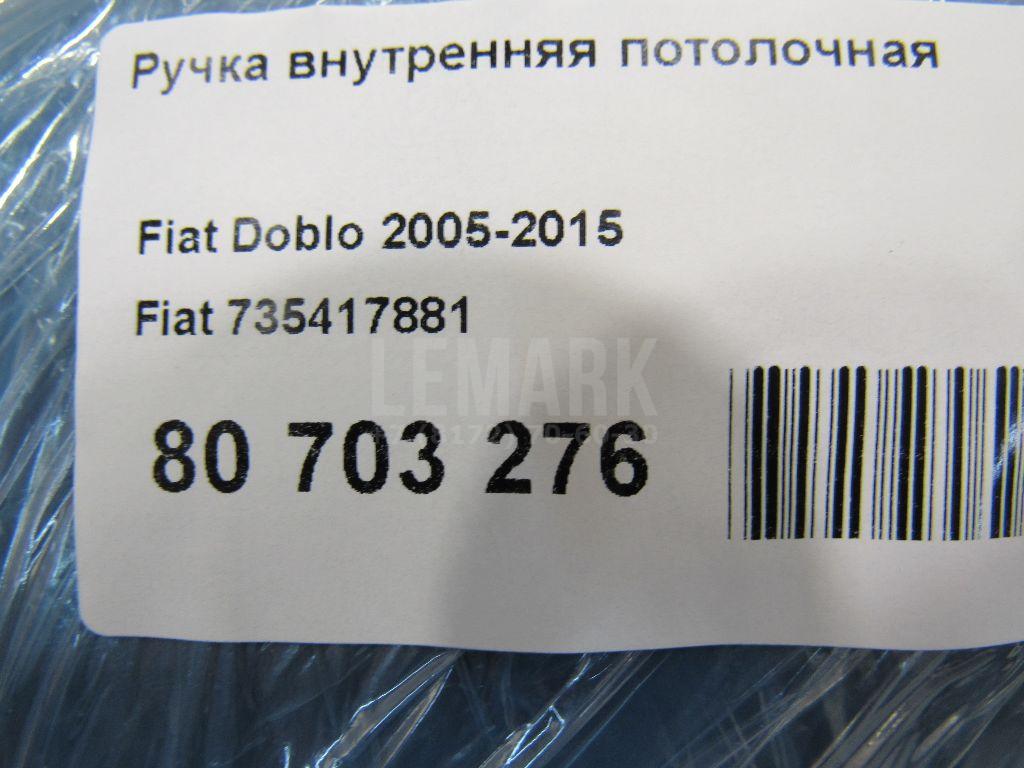 Ручка внутренняя потолочная
Fiat Doblo 2005-2015
Fiat 735417881
LEMARK
80 703 276